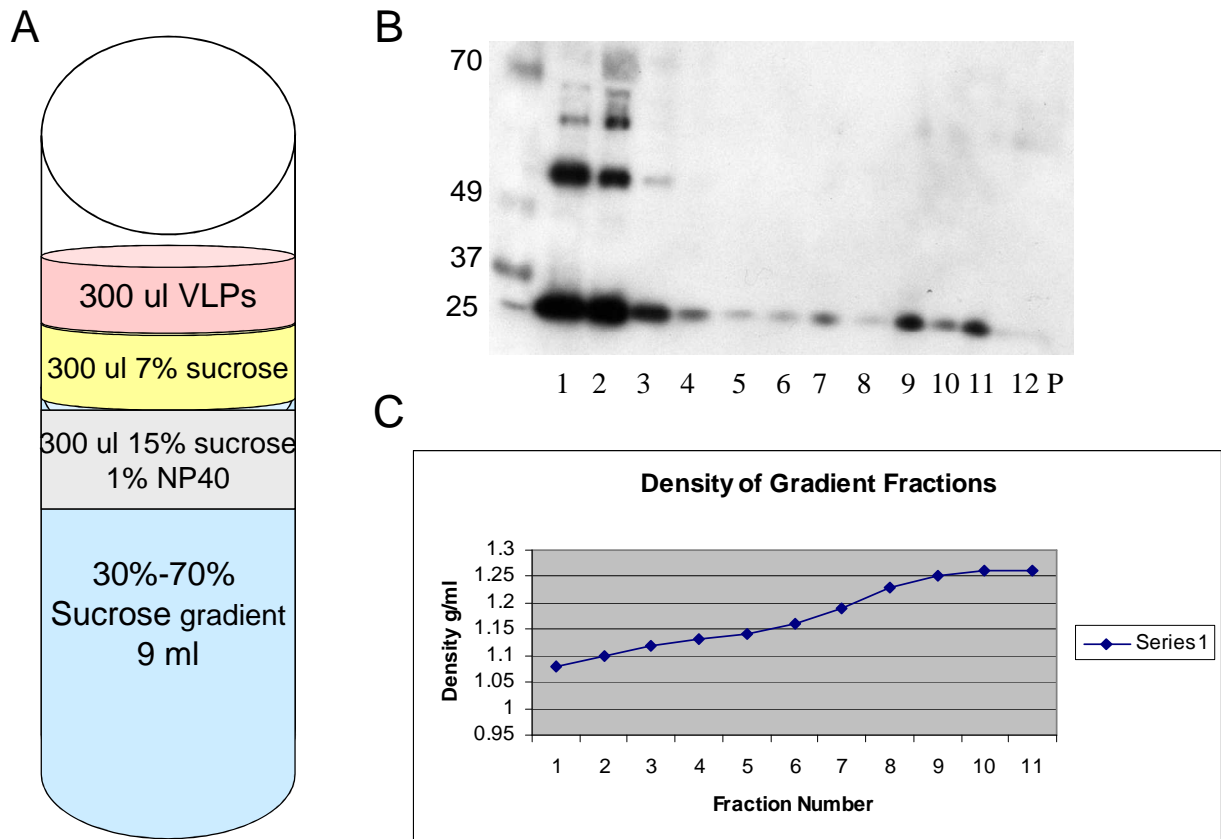 A
300 ul VLPs
300 ul 7% sucrose
300 ul 15% sucrose
1% NP40
30%-70%
Sucrose gradient
9 ml
B
70
49
37
25
1 2 3 4 5 6 7 8 9 10 11 12 P
C
Density of Gradient Fractions
Density g/ml
1.3
1.25
1.2
1.15
1.1
1.05
1
0.95
1 2 3 4 5 6 7 8 9 10 11
Fraction Number
Series1